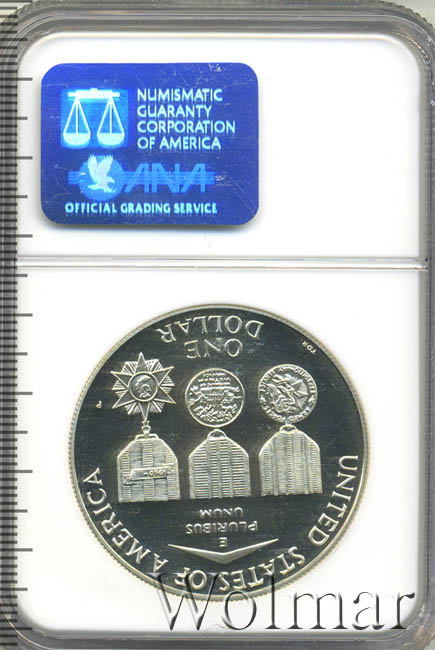 NUMISMATIC
GUARANTY
CORPORATION
OF AMERICA
ANA
OFFICIAL GRADING SERVICE
ONE
DOLLAR
P
E
PLURIBUS
UNUM
UNITED STATES OF AMERICA
Wolmar